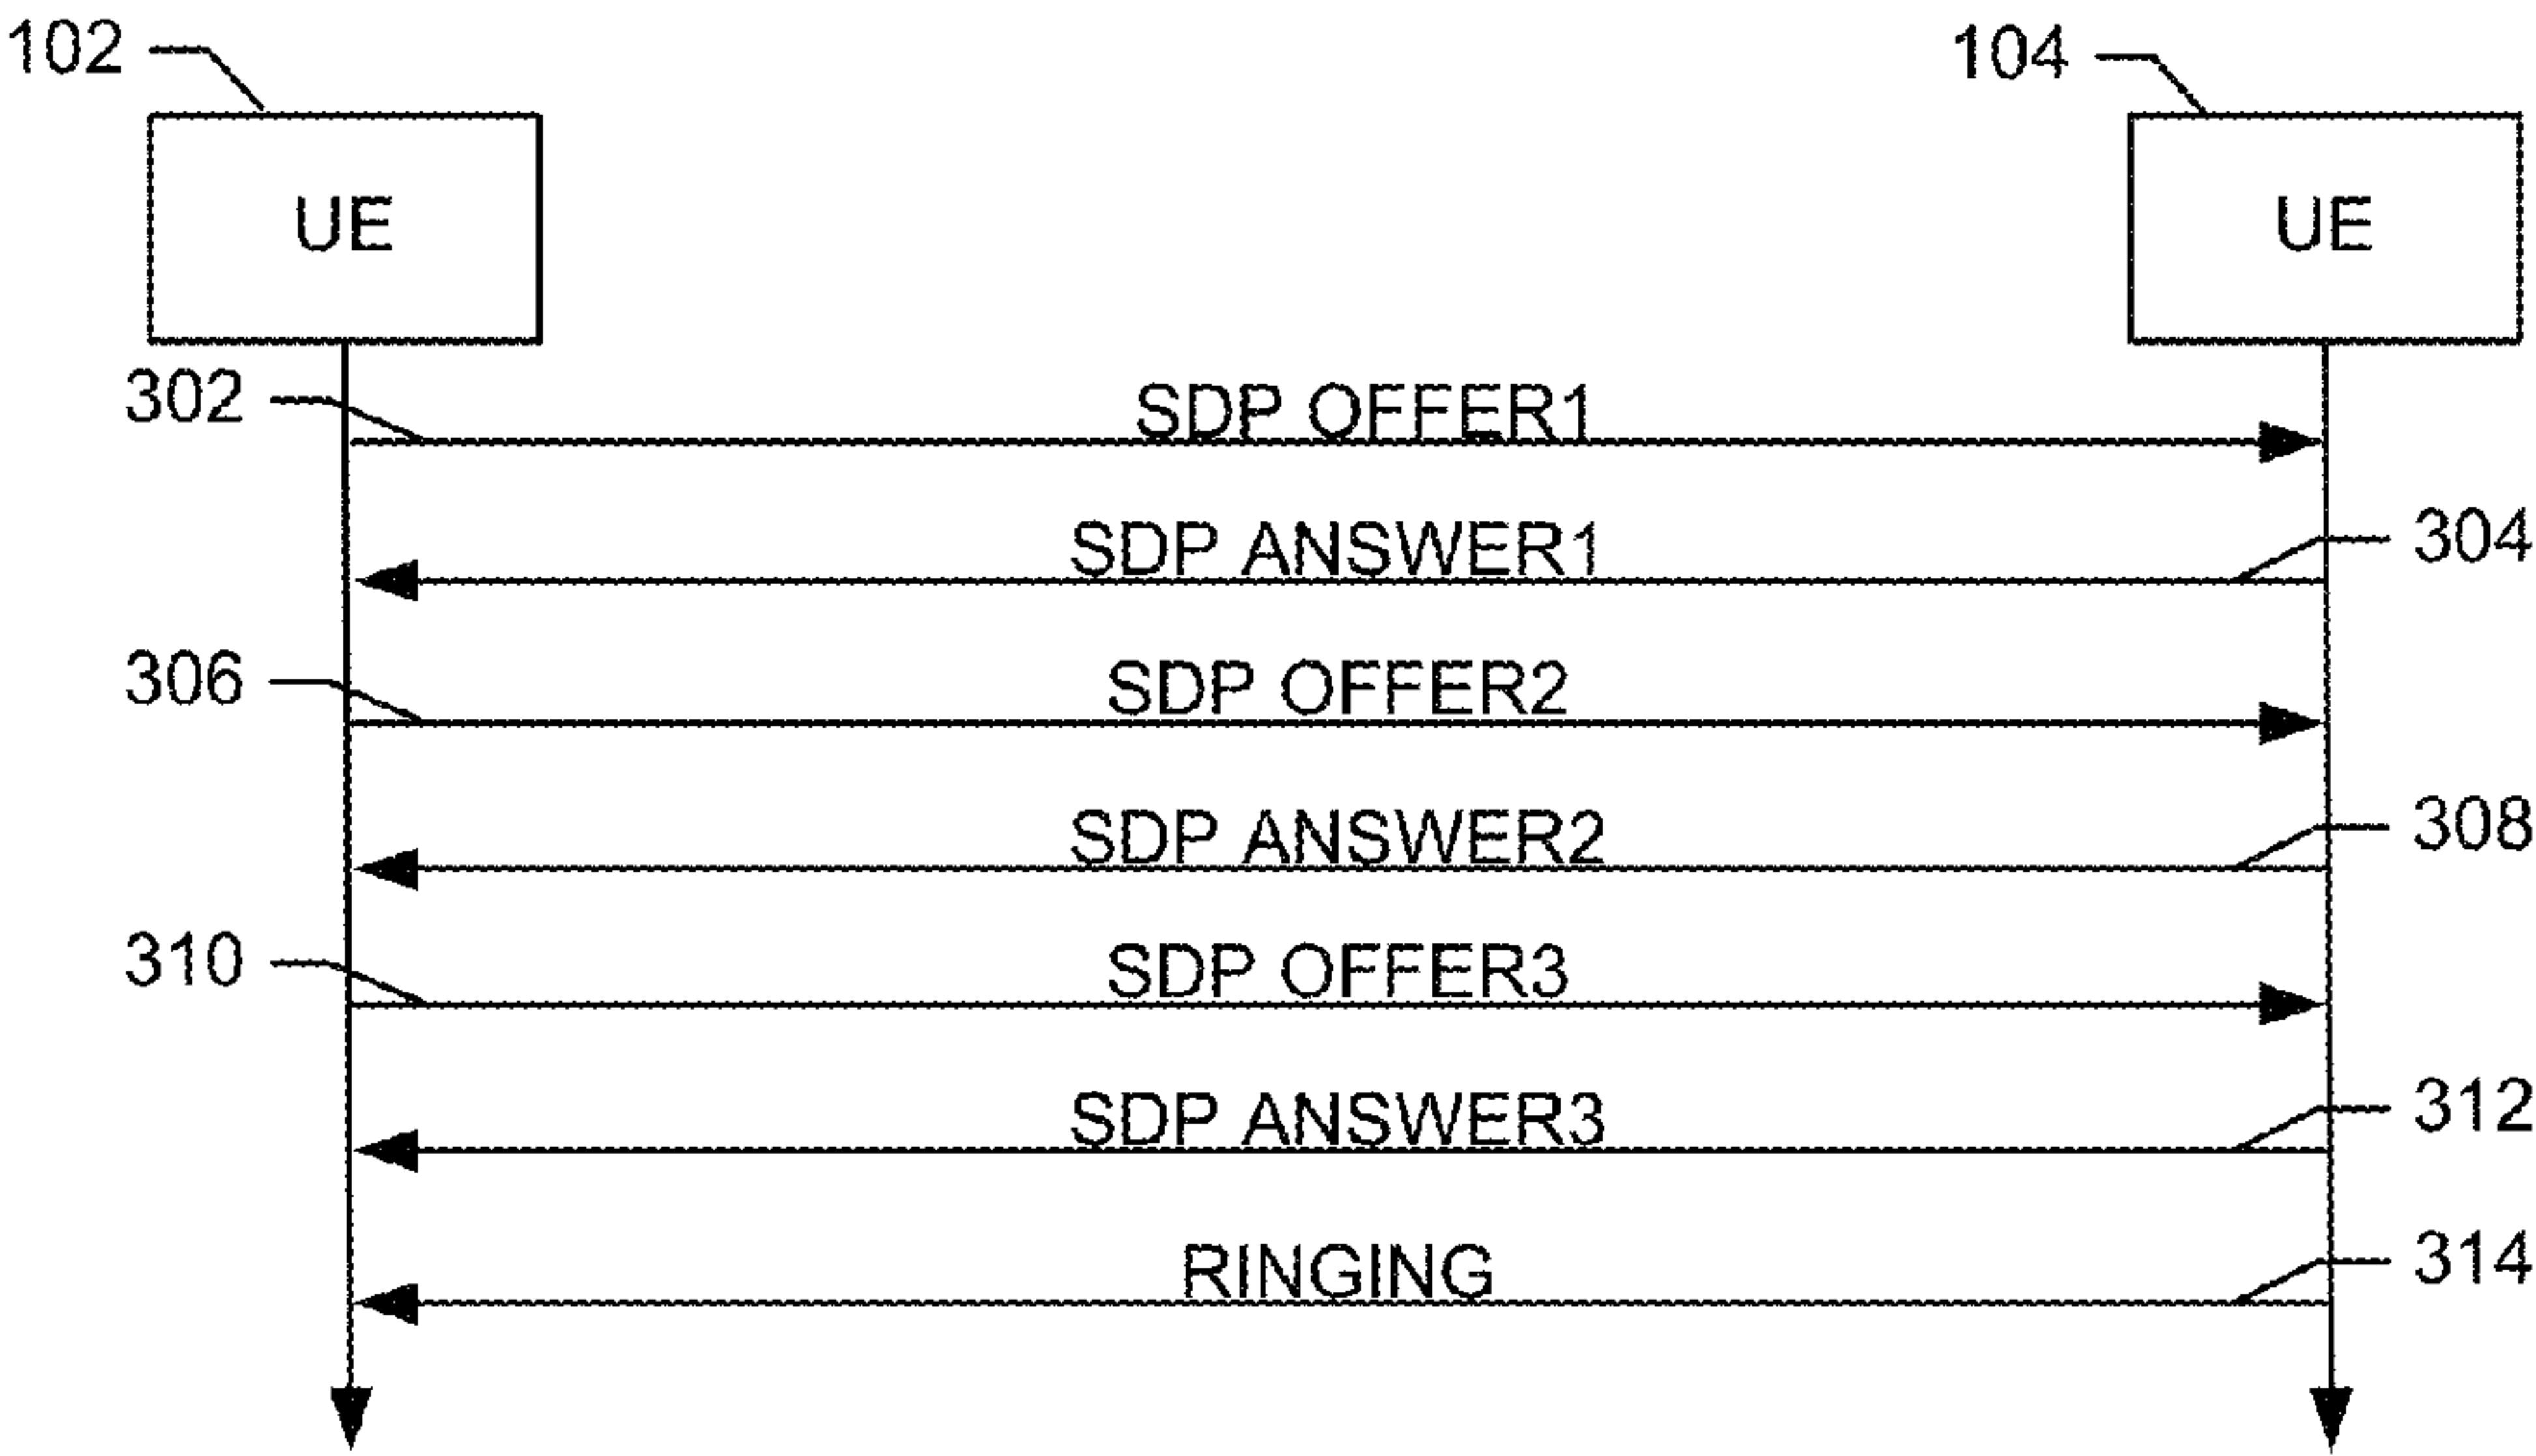 102
104
UE
UE
302
SDP OFFER1
SDP ANSWER1
304
306
SDP OFFER2
SDP ANSWER2
308
310
SDP OFFER3
SDP ANSWER3
312
RINGING
314